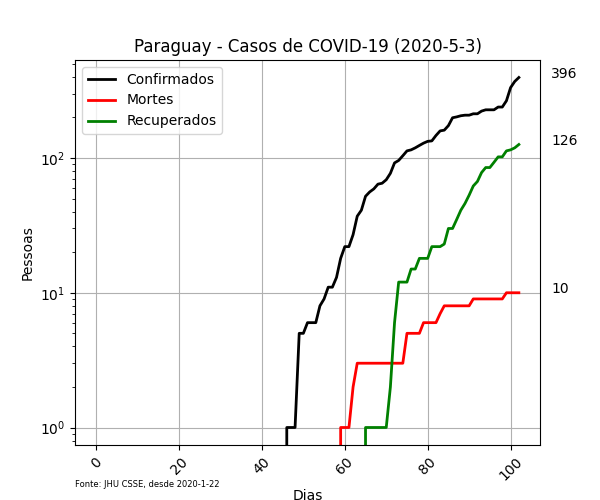 Paraguay - Casos de COVID-19 (2020-5-3)
Confirmados
Mortes
Recuperados
396
126
10
10²
10¹
10⁰
Pessoas
0
20
40
60
80
100
Fonte: JHU CSSE, desde 2020-1-22
Dias